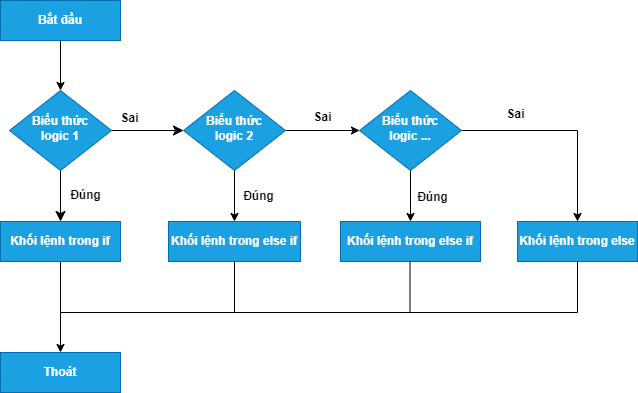 Bắt đầu
Biểu thức
logic 1
Sai
Biểu thức
logic 2
Sai
Biểu thức
logic ...
Sai
Đúng
Đúng
Đúng
Khối lệnh trong if
Khối lệnh trong else if
Khối lệnh trong else if
Khối lệnh trong else
Thoát